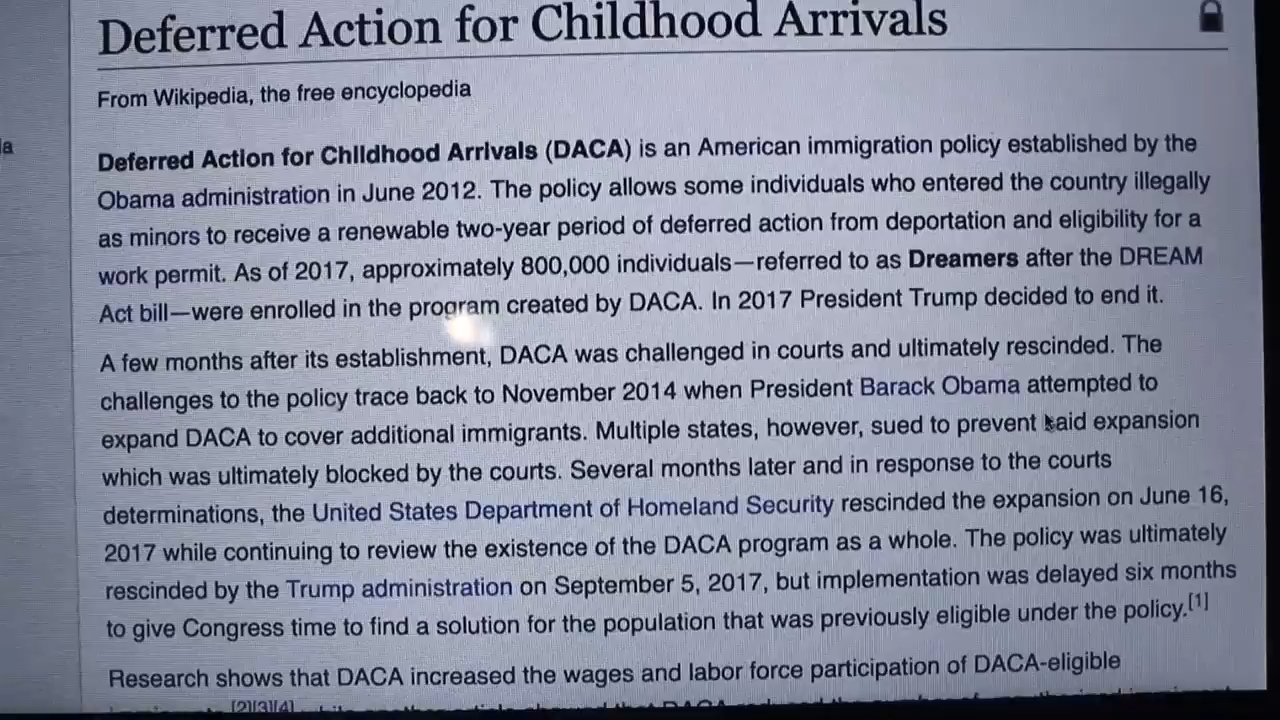 Deferred Action for Childhood Arrivals
From Wikipedia, the free encyclopedia
la
Deferred Action for Childhood Arrivals (DACA) is an American immigration policy established by the
Obama administration in June 2012. The policy allows some individuals who entered the country illegally
as minors to receive a renewable two-year period of deferred action from deportation and eligibility for a
work permit. As of 2017, approximately 800,000 individuals—referred to as Dreamers after the DREAM
Act bill—were enrolled in the program created by DACA. In 2017 President Trump decided to end it.
A few months after its establishment, DACA was challenged in courts and ultimately rescinded. The
challenges to the policy trace back to November 2014 when President Barack Obama attempted to
expand DACA to cover additional immigrants. Multiple states, however, sued to prevent said expansion
which was ultimately blocked by the courts. Several months later and in response to the courts
determinations, the United States Department of Homeland Security rescinded the expansion on June 16,
2017 while continuing to review the existence of the DACA program as a whole. The policy was ultimately
rescinded by the Trump administration on September 5, 2017, but implementation was delayed six months
to give Congress time to find a solution for the population that was previously eligible under the policy.[1]
Research shows that DACA increased the wages and labor force participation of DACA-eligible
[2][3][4]